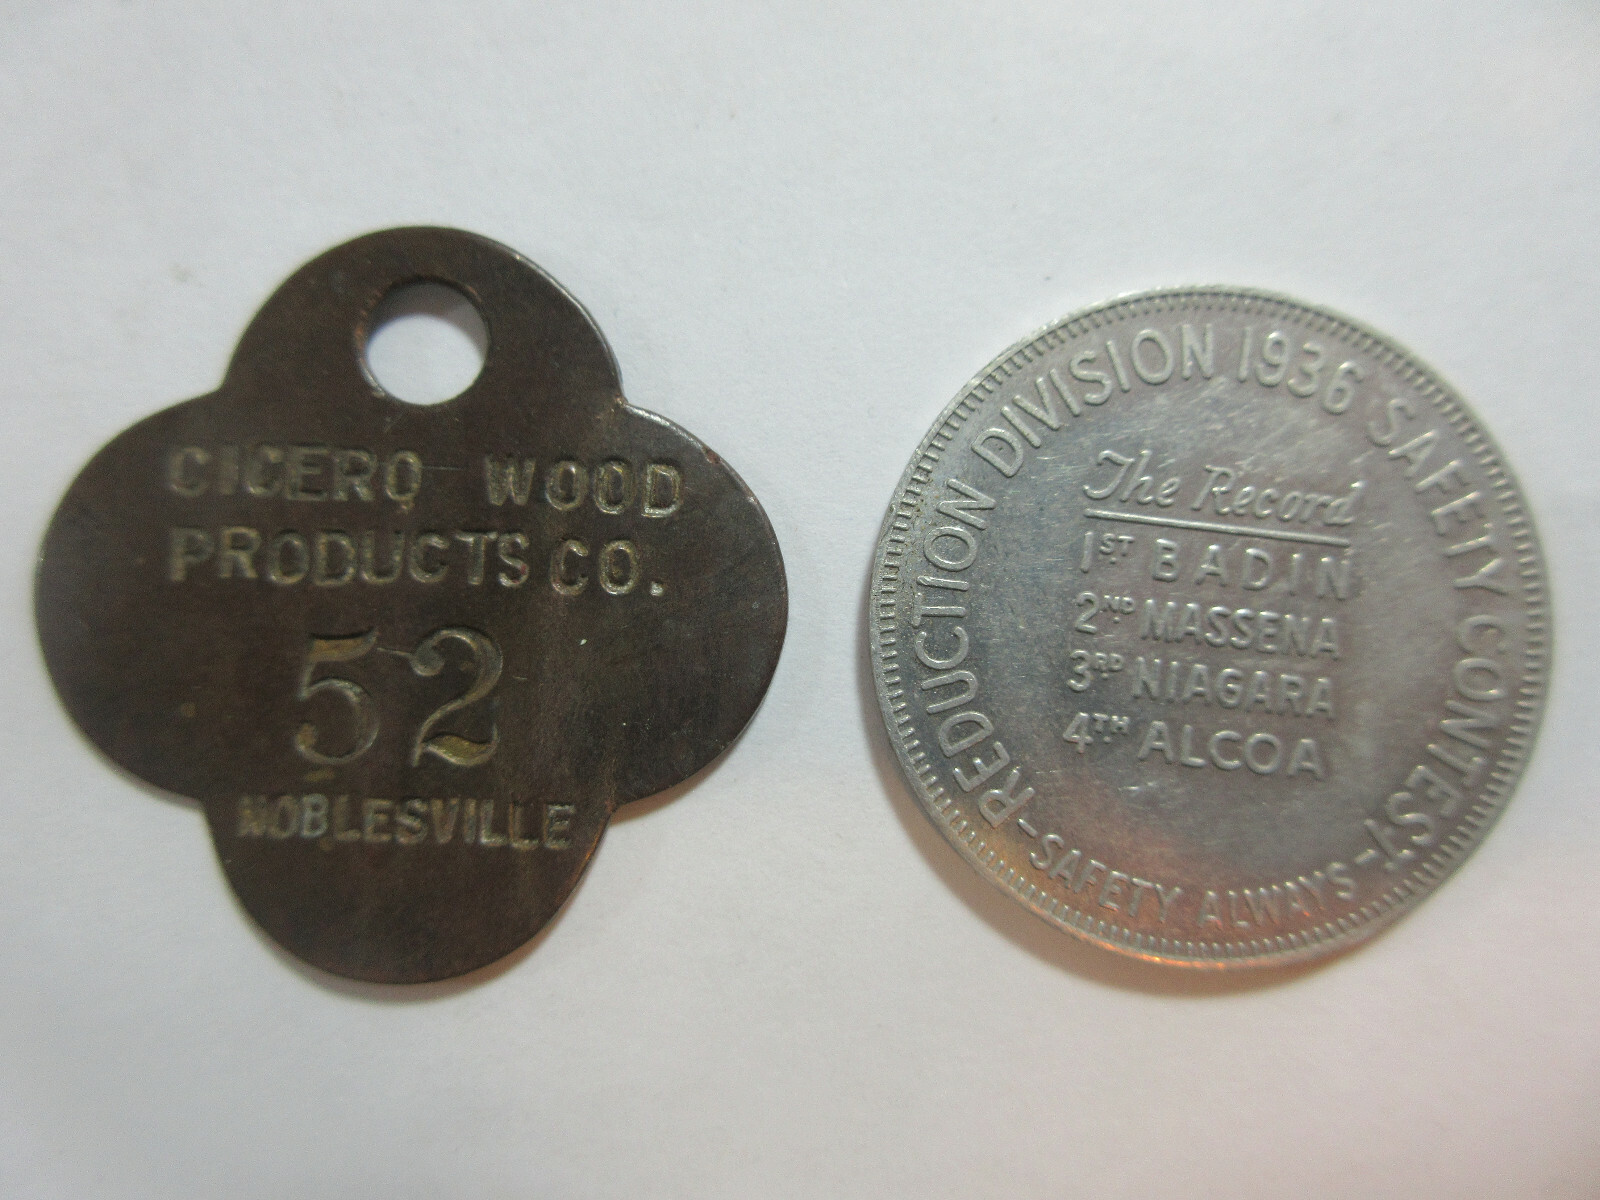 CICERO WOOD
PRODUCTS CO.
52
NOBLESVILLE
REDUCTION DIVISION 1936 SAFETY CONTEST
The Record
1ST BADIN
2ND MASSENA
3RD NIAGARA
4TH ALCOA
-SAFETY ALWAYS-